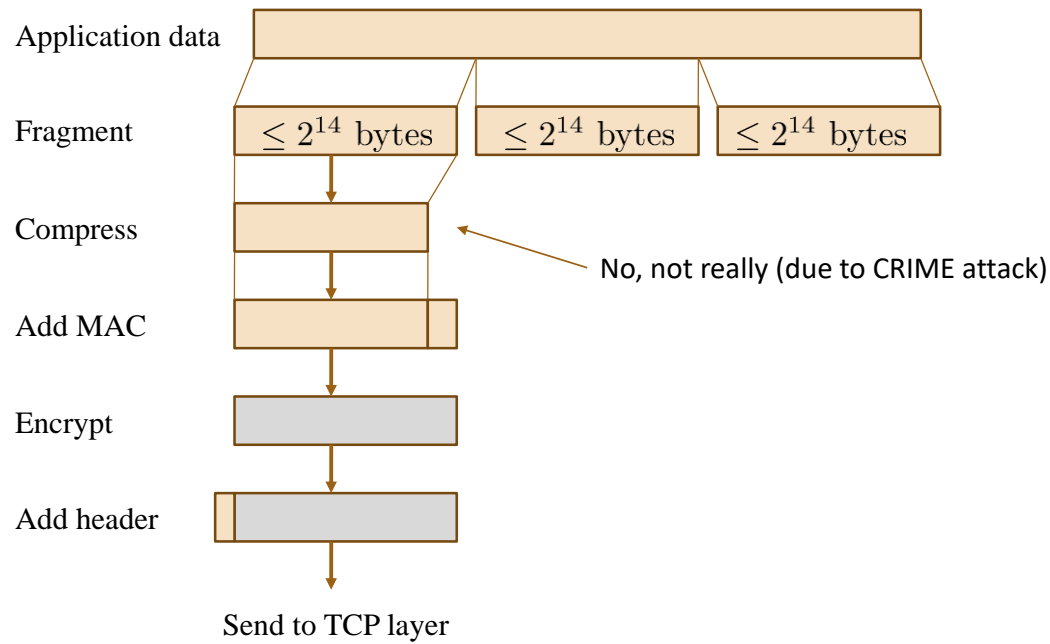 Application data
Fragment
≤ 2^14 bytes
≤ 2^14 bytes
≤ 2^14 bytes
Compress
No, not really (due to CRIME attack)
Add MAC
Encrypt
Add header
Send to TCP layer